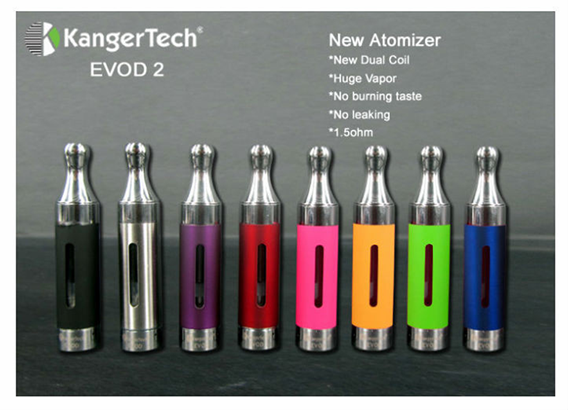 KangerTech®
EVOD 2
New Atomizer
*New Dual Coil
*Huge Vapor
*No burning taste
*No leaking
*1.5ohm